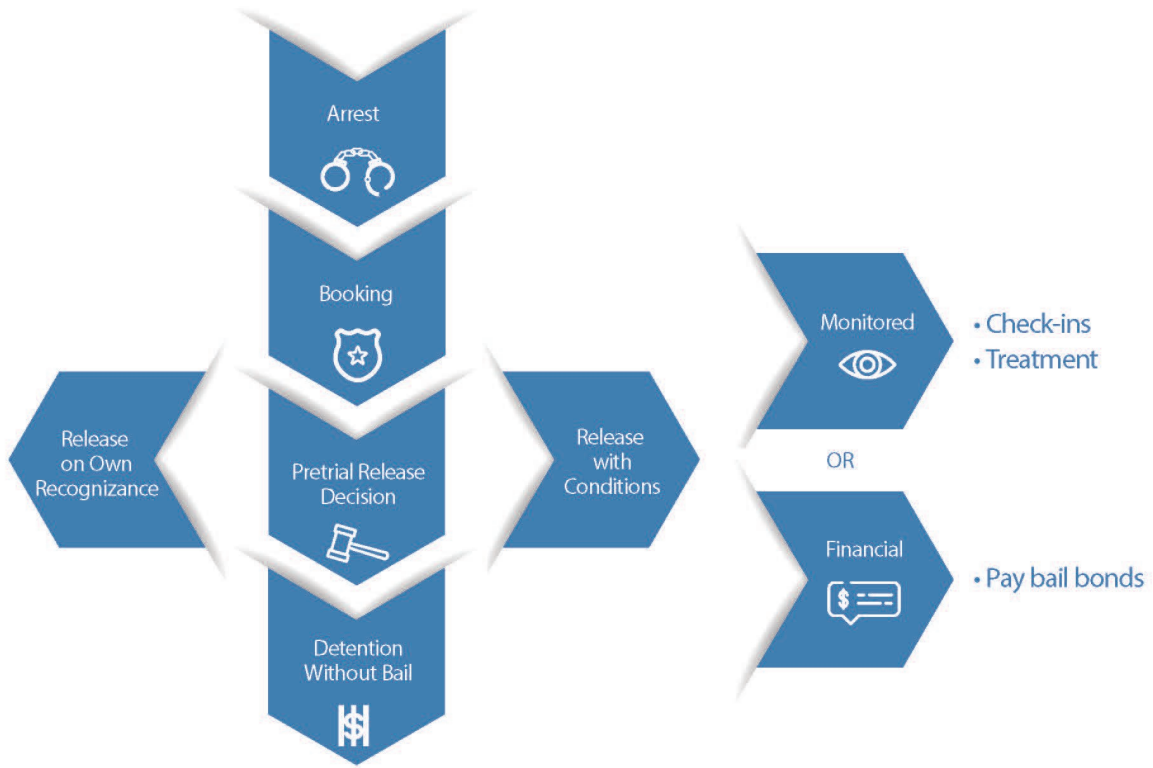 Arrest
Booking
Release
on Own
Recognizance
Pretrial Release
Decision
Release
with
Conditions
Detention
Without Bail
$
Monitored
• Check-ins
• Treatment
OR
Financial
$
• Pay bail bonds